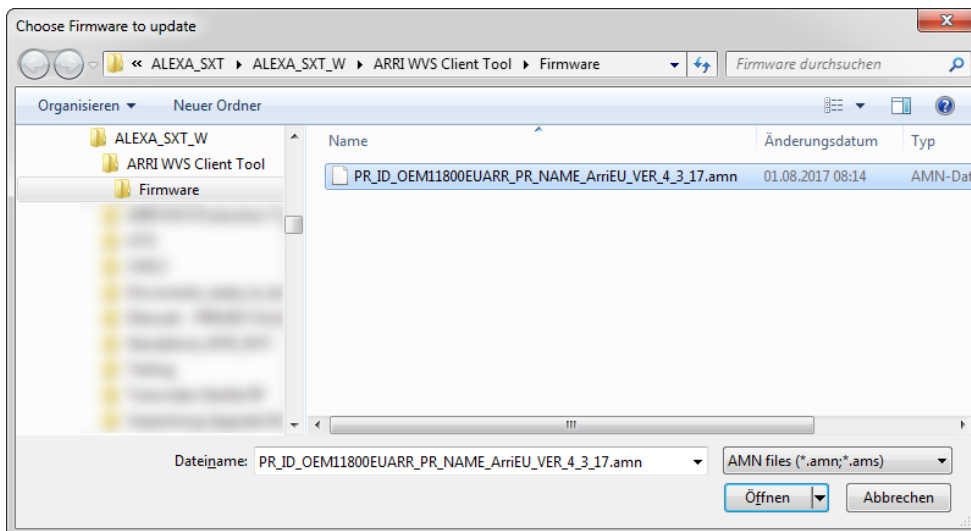 Choose Firmware to update
« ALEXA_SXT ▸ ALEXA_SXT_W ▸ ARRI WVS Client Tool ▸ Firmware
Firmware durchsuchen
Organisieren
Neuer Ordner
ALEXA_SXT_W
ARRI WVS Client Tool
Firmware
Name Änderungsdatum Typ
PR_ID_OEM11800EUARR_PR_NAME_ArriEU_VER_4_3_17.amn 01.08.2017 08:14 AMN-Dat
Dateiname: PR_ID_OEM11800EUARR_PR_NAME_ArriEU_VER_4_3_17.amn
AMN files (*.amn;*.ams)
Öffnen Abbrechen